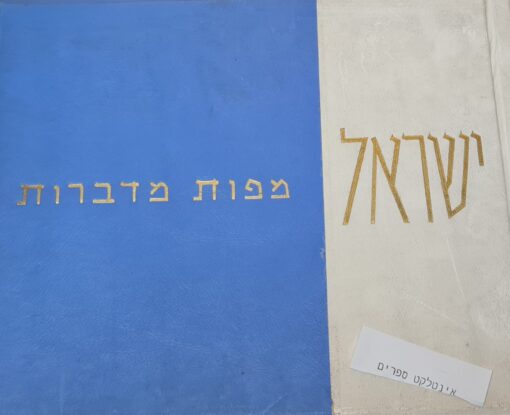 ישראל
מפות מדברות
אינטלקט ספרים